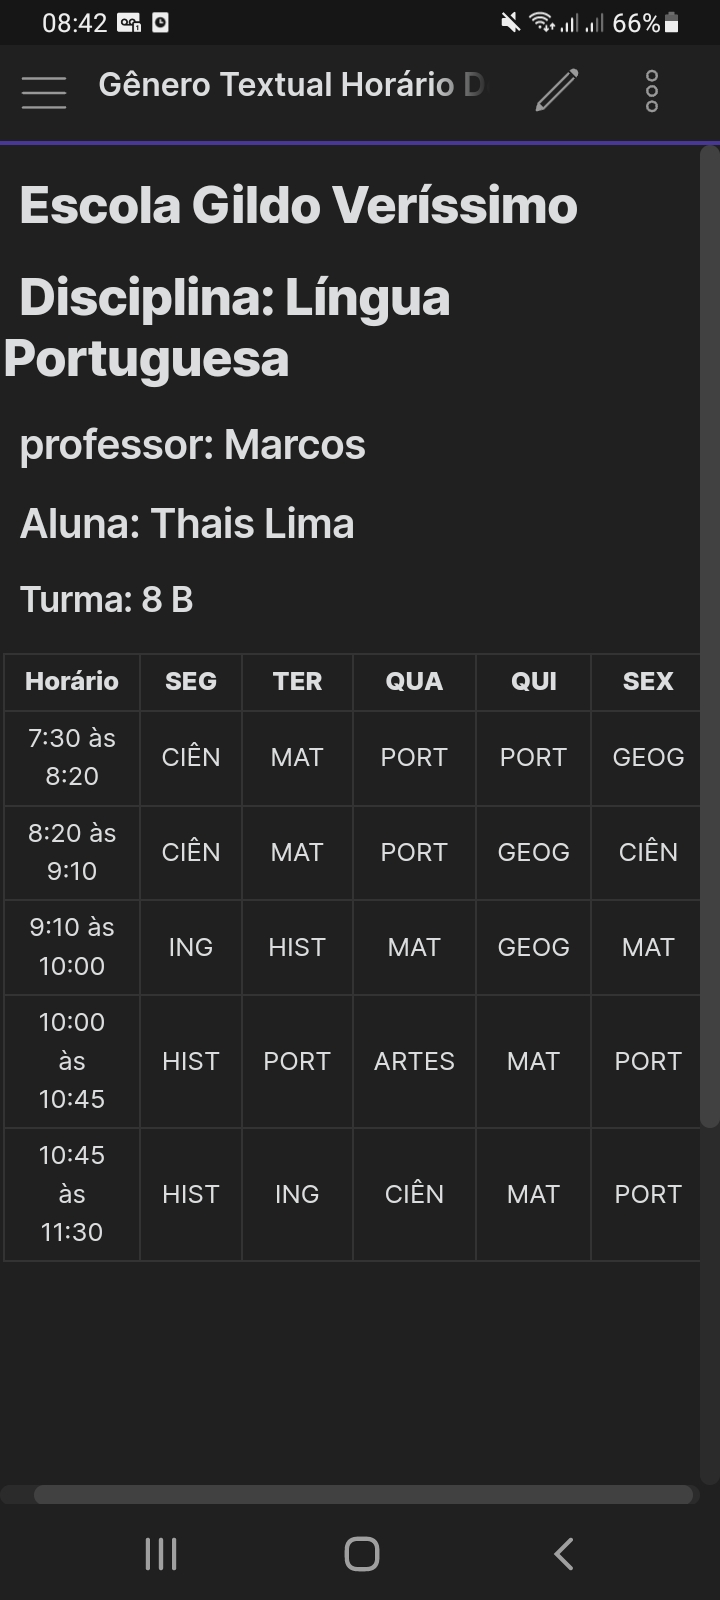 08:42 66%
Gênero Textual Horário D
Escola Gildo Veríssimo
Disciplina: Língua
Portuguesa
professor: Marcos
Aluna: Thais Lima
Turma: 8 B
Horário SEG TER QUA QUI SEX
7:30 às
8:20
CIÊN MAT PORT PORT GEOG
8:20 às
9:10
CIÊN MAT PORT GEOG CIÊN
9:10 às
10:00
ING HIST MAT GEOG MAT
10:00
às
10:45
HIST PORT ARTES MAT PORT
10:45
às
11:30
HIST ING CIÊN MAT PORT